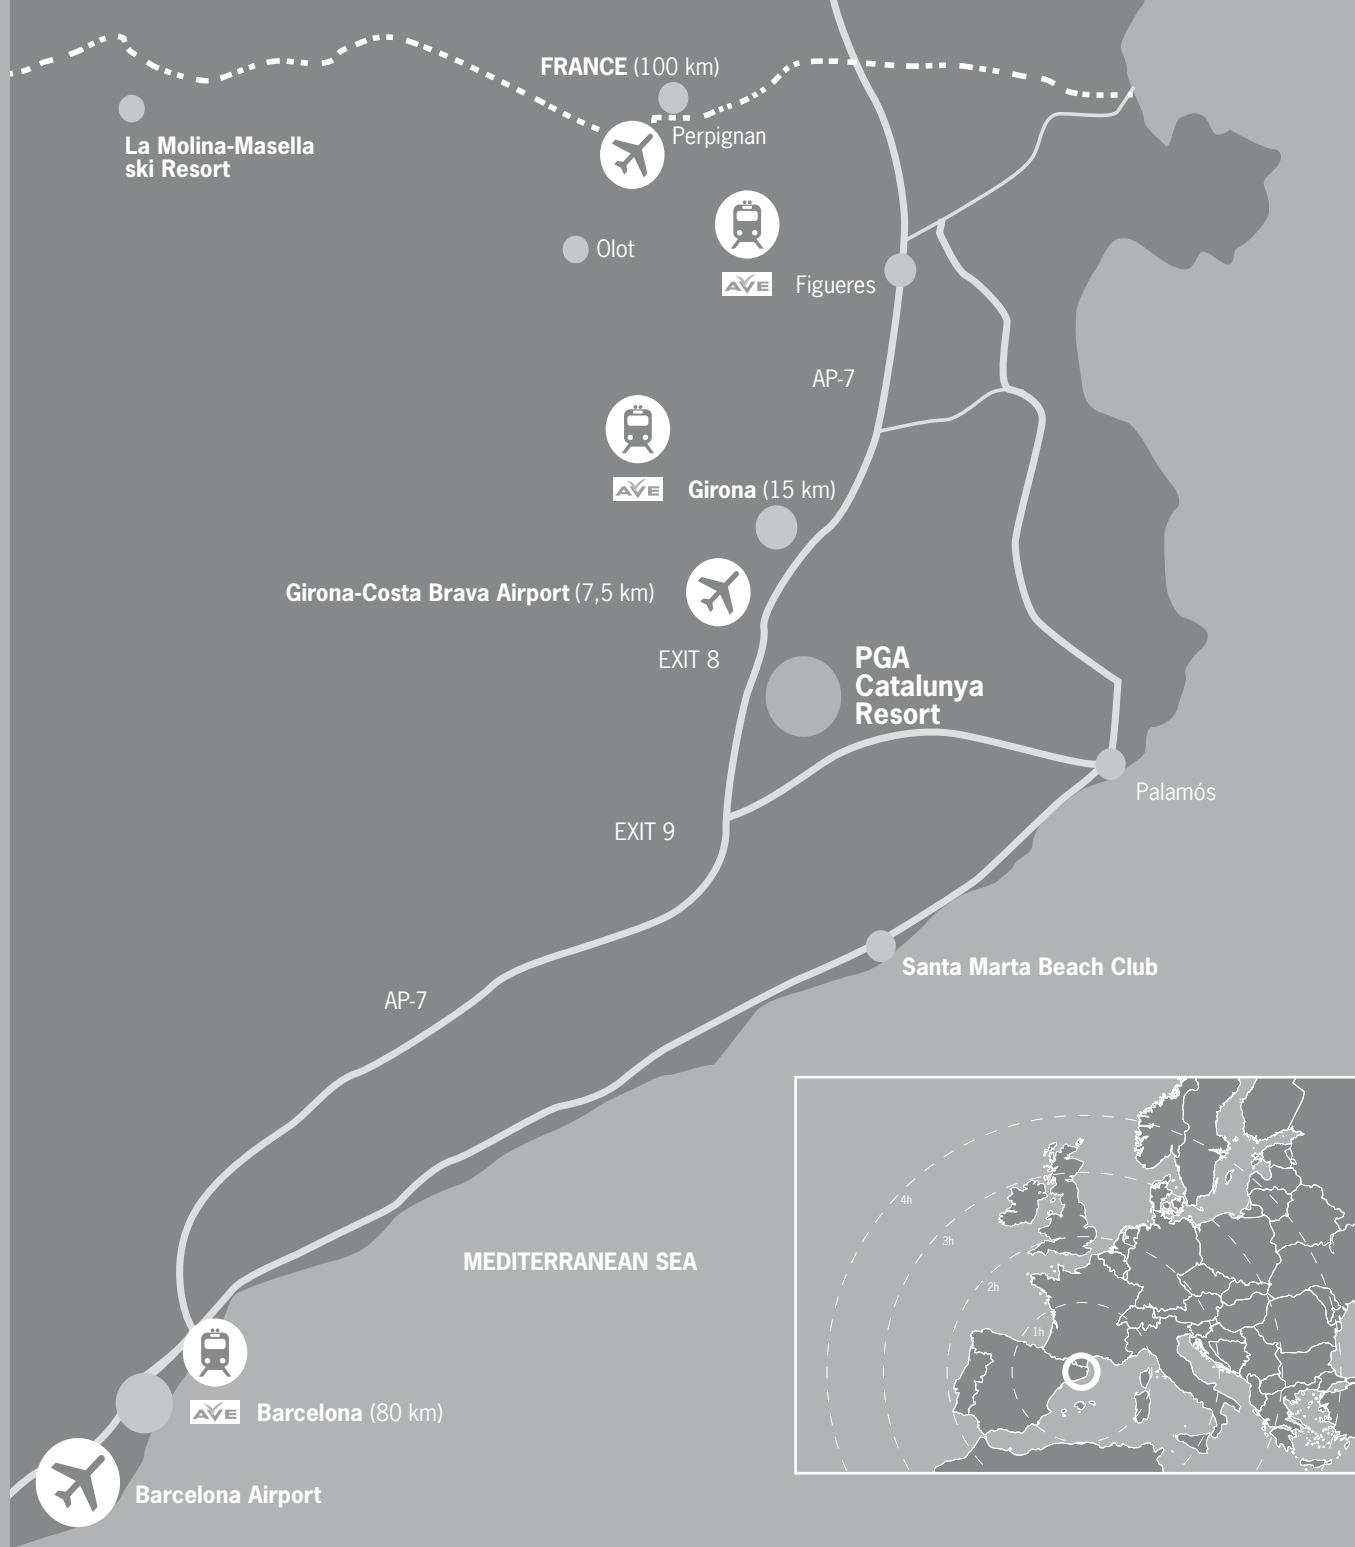 FRANCE (100 km)
Perpignan
La Molina-Masella
ski Resort
Olot
AVE
Figueres
AP-7
AVE
Girona (15 km)
Girona-Costa Brava Airport (7,5 km)
EXIT 8
PGA
Catalunya
Resort
Palamós
EXIT 9
Santa Marta Beach Club
AP-7
4h
3h
MEDITERRANEAN SEA
2h
1h
AVE
Barcelona (80 km)
Barcelona Airport